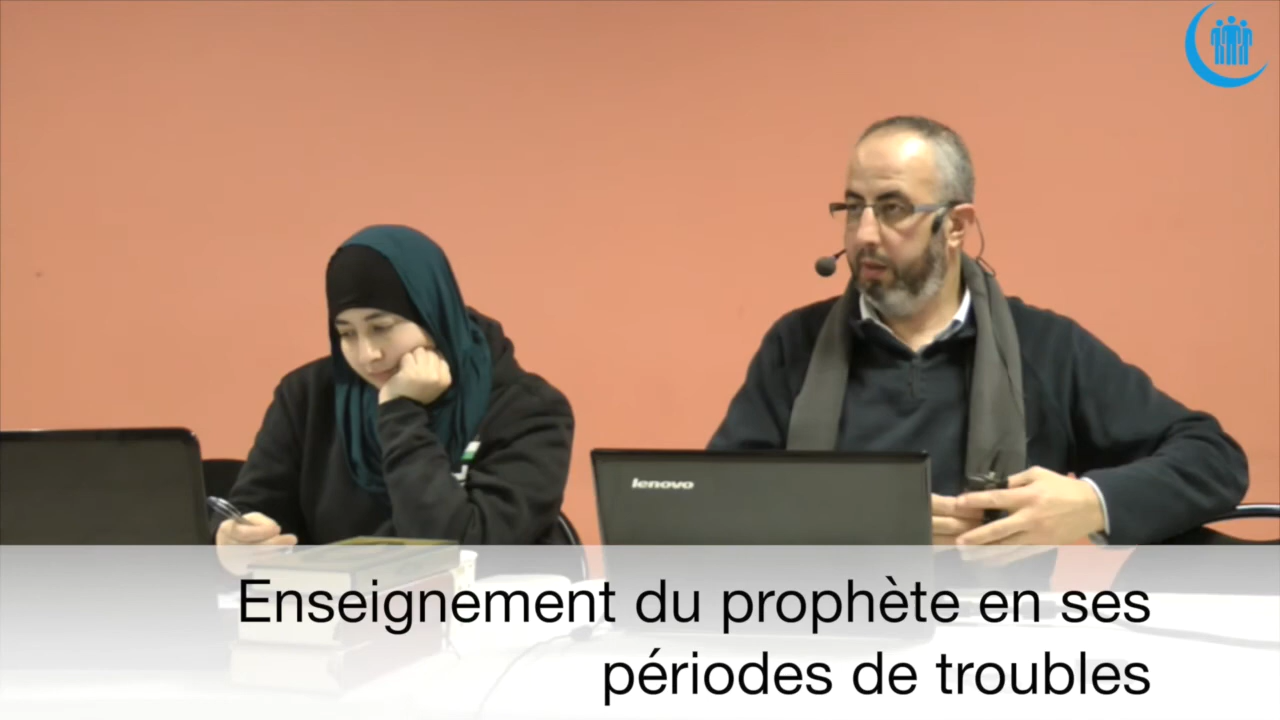 lenovo
Enseignement du prophète en ses
périodes de troubles